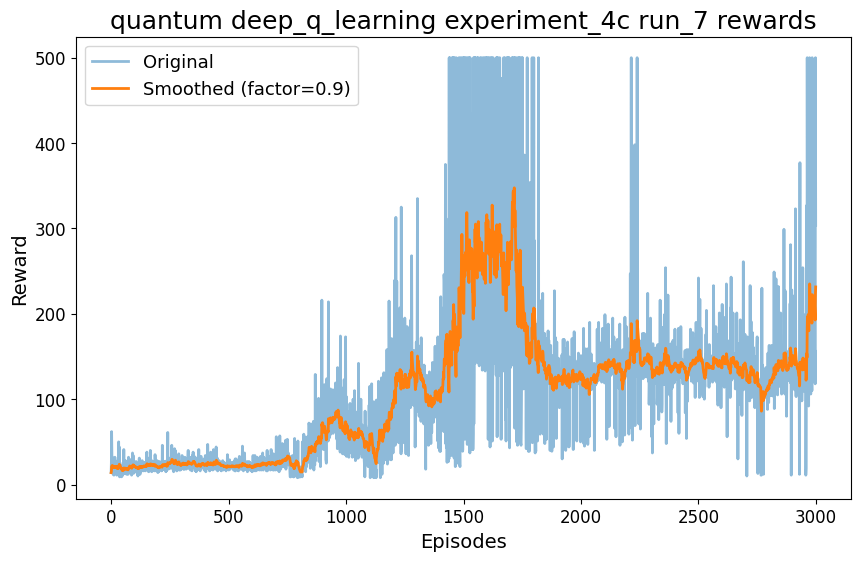 quantum deep_q_learning experiment_4c run_7 rewards
Original
Smoothed (factor=0.9)
Reward
500
400
300
200
100
0
0 500 1000 1500 2000 2500 3000
Episodes